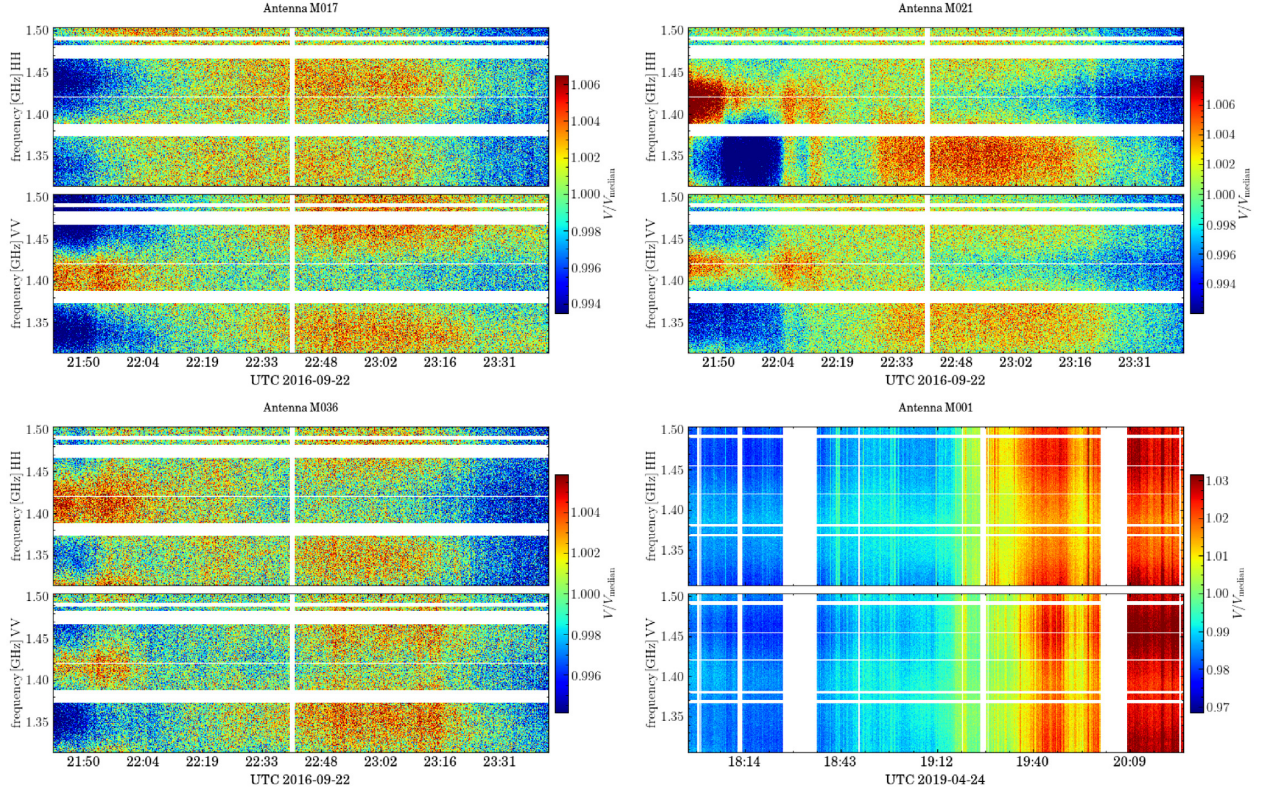 Antenna M017
1.50
1.45
1.40
1.35
frequency [GHz] HH
1.50
1.45
1.40
1.35
frequency [GHz] VV
21:50 22:04 22:19 22:33 22:48 23:02 23:16 23:31
UTC 2016-09-22
1.006
1.004
1.002
1.000
0.998
0.996
0.994
V/Vmedian
Antenna M021
1.50
1.45
1.40
1.35
frequency [GHz] HH
1.50
1.45
1.40
1.35
frequency [GHz] VV
21:50 22:04 22:19 22:33 22:48 23:02 23:16 23:31
UTC 2016-09-22
1.006
1.004
1.002
1.000
0.998
0.996
0.994
V/Vmedian
Antenna M036
1.50
1.45
1.40
1.35
frequency [GHz] HH
1.50
1.45
1.40
1.35
frequency [GHz] VV
21:50 22:04 22:19 22:33 22:48 23:02 23:16 23:31
UTC 2016-09-22
1.004
1.002
1.000
0.998
0.996
V/Vmedian
Antenna M001
1.50
1.45
1.40
1.35
frequency [GHz] HH
1.50
1.45
1.40
1.35
frequency [GHz] VV
18:14 18:43 19:12 19:40 20:09
UTC 2019-04-24
1.03
1.02
1.01
1.00
0.99
0.98
0.97
V/Vmedian